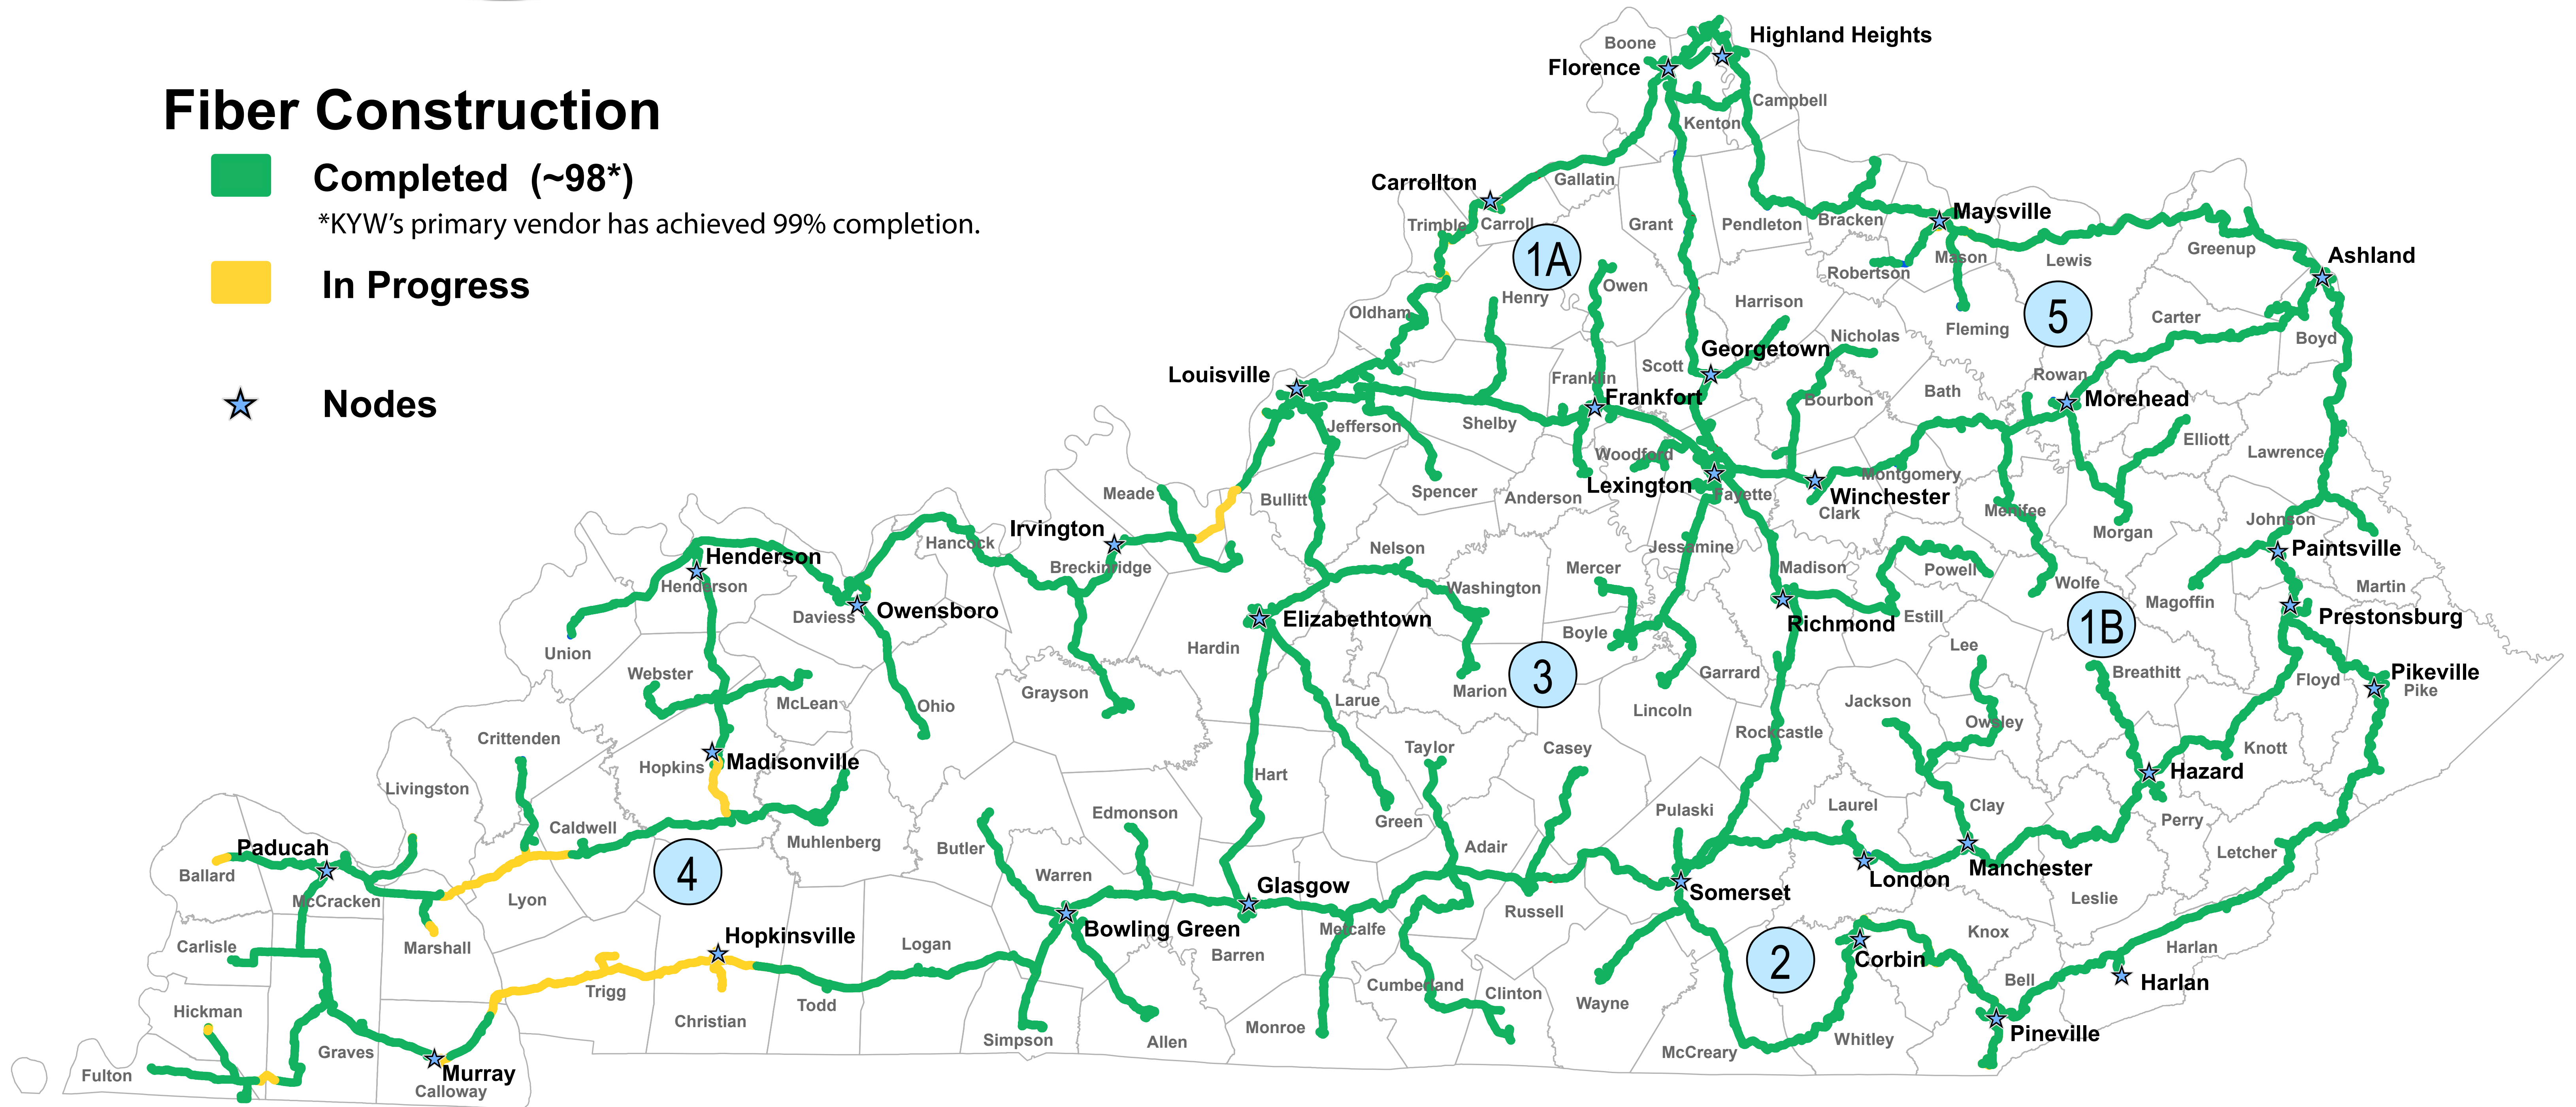 Fiber Construction
Completed (~98*)
*KYW's primary vendor has achieved 99% completion.
In Progress
Nodes
Highland Heights
Boone
Florence
Campbell
Kenton
Carrollton
Gallatin
Trimble
Carroll
Grant
Pendleton
Bracken
Maysville
1A
Robertson
Mason
Lewis
Greenup
Ashland
Owen
Henry
Harrison
Oldham
5
Fleming
Carter
Nicholas
Boyd
Georgetown
Scott
Louisville
Franklin
Rowan
Frankfort
Bourbon
Bath
Morehead
Jefferson
Shelby
Elliott
Woodford
Lawrence
Montgomery
Lexington
Fayette
Winchester
Meade
Bullitt
Spencer
Anderson
Clark
Menifee
Johnson
Morgan
Irvington
Hancock
Nelson
Jessamine
Paintsville
Henderson
Henderson
Breckinridge
Mercer
Madison
Powell
Washington
Wolfe
Martin
Magoffin
Daviess
Owensboro
Elizabethtown
Richmond
Estill
1B
Prestonsburg
Boyle
Union
Hardin
Lee
Webster
3
Garrard
Breathitt
Pikeville
Floyd
Pike
Grayson
Marion
McLean
Ohio
Larue
Lincoln
Jackson
Owsley
Crittenden
Rockcastle
Taylor
Casey
Knott
Madisonville
Hopkins
Hart
Hazard
Livingston
Edmonson
Pulaski
Laurel
Clay
Green
Perry
Caldwell
Muhlenberg
Paducah
Butler
Adair
Letcher
4
Ballard
Warren
Glasgow
London
Manchester
McCracken
Lyon
Somerset
Leslie
Russell
Bowling Green
Metcalfe
Hopkinsville
Knox
Carlisle
Marshall
Logan
Barren
2
Corbin
Harlan
Harlan
Trigg
Cumberland
Clinton
Wayne
Bell
Todd
Hickman
Christian
Monroe
Pineville
Simpson
Allen
Whitley
Graves
McCreary
Fulton
Murray
Calloway